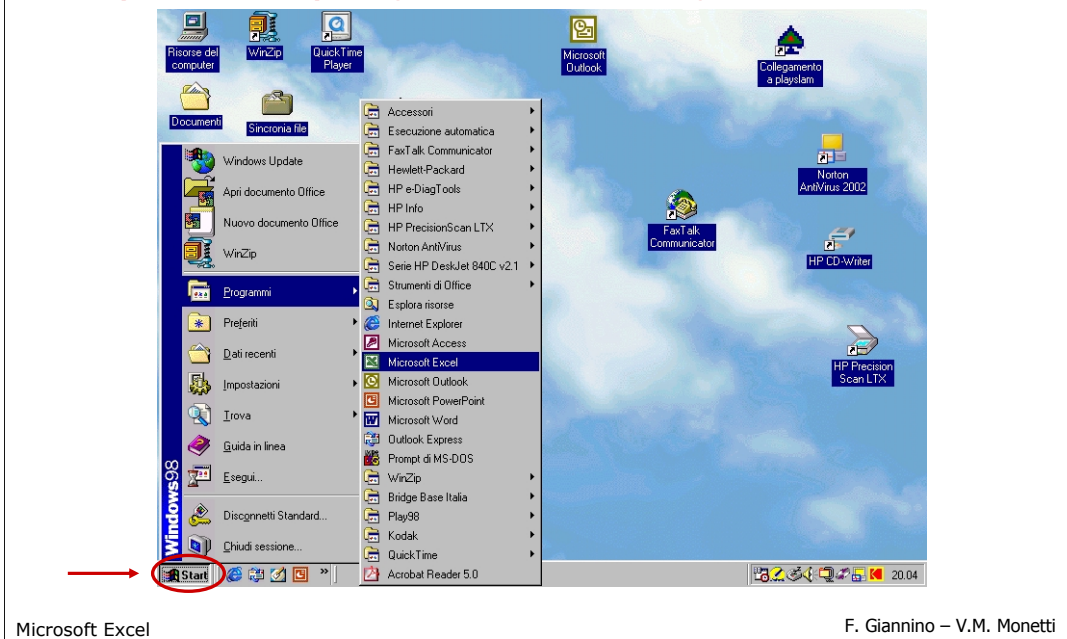 Risorse del
computer
WinZip
QuickTime
Player
Microsoft
Outlook
Collegamento
a playslam
Documenti
Sincronia file
Norton
AntiVirus 2002
FaxTalk
Communicator
HP CD-Writer
HP Precision
Scan LTX
Windows Update
Apri documento Office
Nuovo documento Office
WinZip
Programmi
Preferiti
Dati recenti
Impostazioni
Trova
Guida in linea
Esegui...
Disconnetti Standard...
Chiudi sessione...
Windows98
Accessori
Esecuzione automatica
FaxTalk Communicator
Hewlett-Packard
HP e-DiagTools
HP Info
HP PrecisionScan LTX
Norton AntiVirus
Serie HP DeskJet 840C v2.1
Strumenti di Office
Esplora risorse
Internet Explorer
Microsoft Access
Microsoft Excel
Microsoft Outlook
Microsoft PowerPoint
Microsoft Word
Outlook Express
Prompt di MS-DOS
WinZip
Bridge Base Italia
Play98
Kodak
QuickTime
Acrobat Reader 5.0
Start
»
20.04
Microsoft Excel
F. Giannino – V.M. Monetti